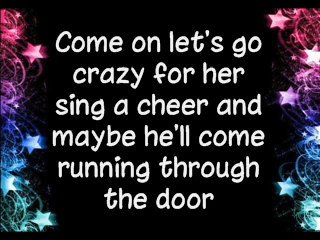 Come on let's go
crazy for her
sing a cheer and
maybe he'll come
running through
the door